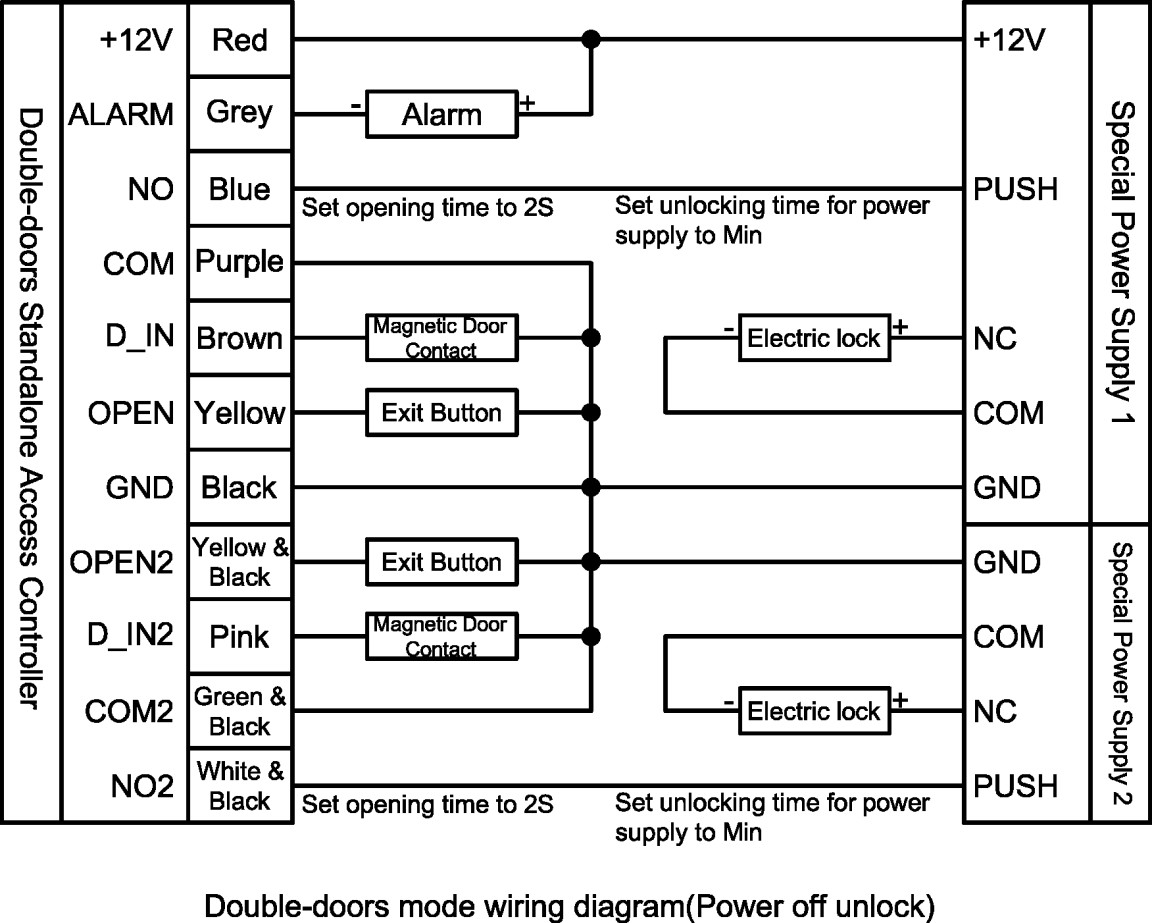 Double-doors Standalone Access Controller
+12V Red +12V
ALARM Grey - Alarm +
NO Blue PUSH
Set opening time to 2S
Set unlocking time for power
supply to Min
COM Purple
D_IN Brown
Magnetic Door
Contact
- Electric lock + NC
OPEN Yellow Exit Button COM
GND Black GND
Special Power Supply 1
OPEN2
Yellow &
Black
Exit Button GND
D_IN2 Pink
Magnetic Door
Contact
COM
COM2
Green &
Black
- Electric lock + NC
NO2
White &
Black
PUSH
Set opening time to 2S
Set unlocking time for power
supply to Min
Special Power Supply 2
Double-doors mode wiring diagram(Power off unlock)